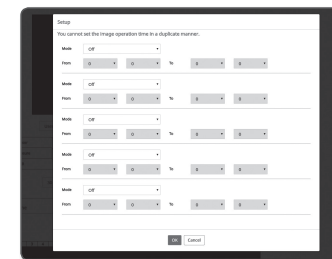 Setup
You cannot set the image operation time in a duplicate manner.
Mode Off
From 0 0 To 0 0
Mode Off
From 0 0 To 0 0
Mode Off
From 0 0 To 0 0
Mode Off
From 0 0 To 0 0
Mode Off
From 0 0 To 0 0
OK Cancel